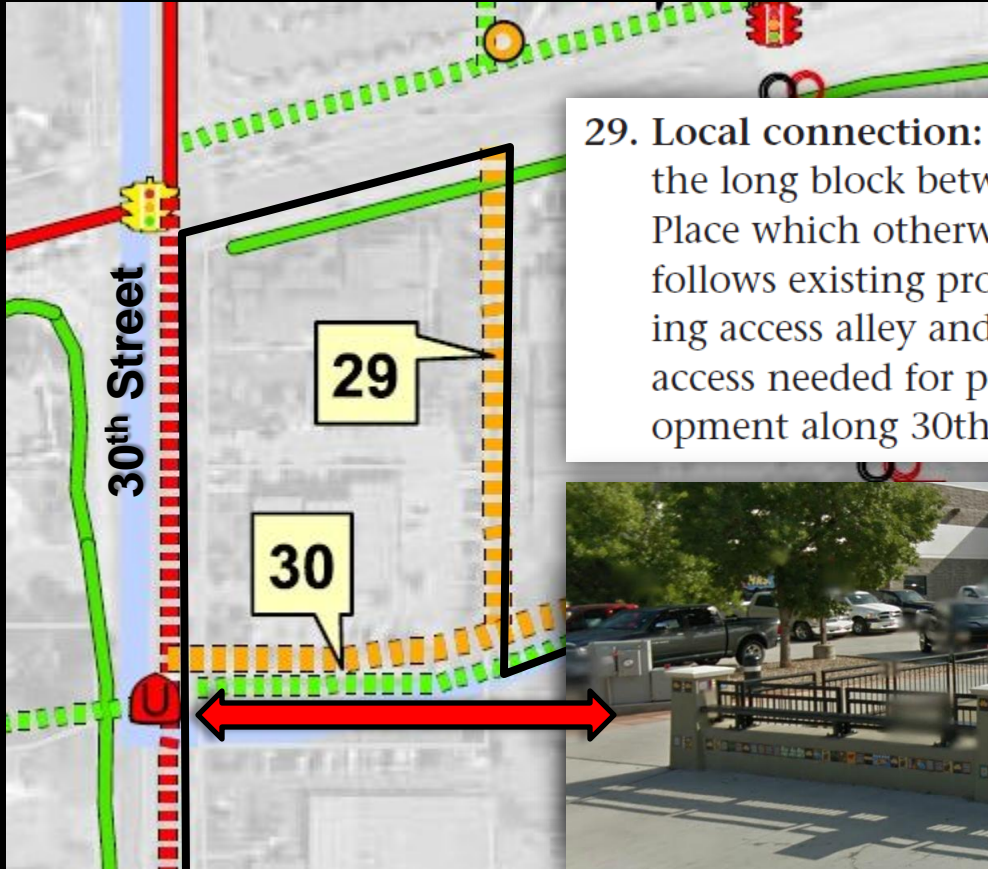 29. Local connection:
the long block betw
Place which otherw
follows existing pro
ing access alley and
access needed for p
opment along 30th
30th Street
29
30
U